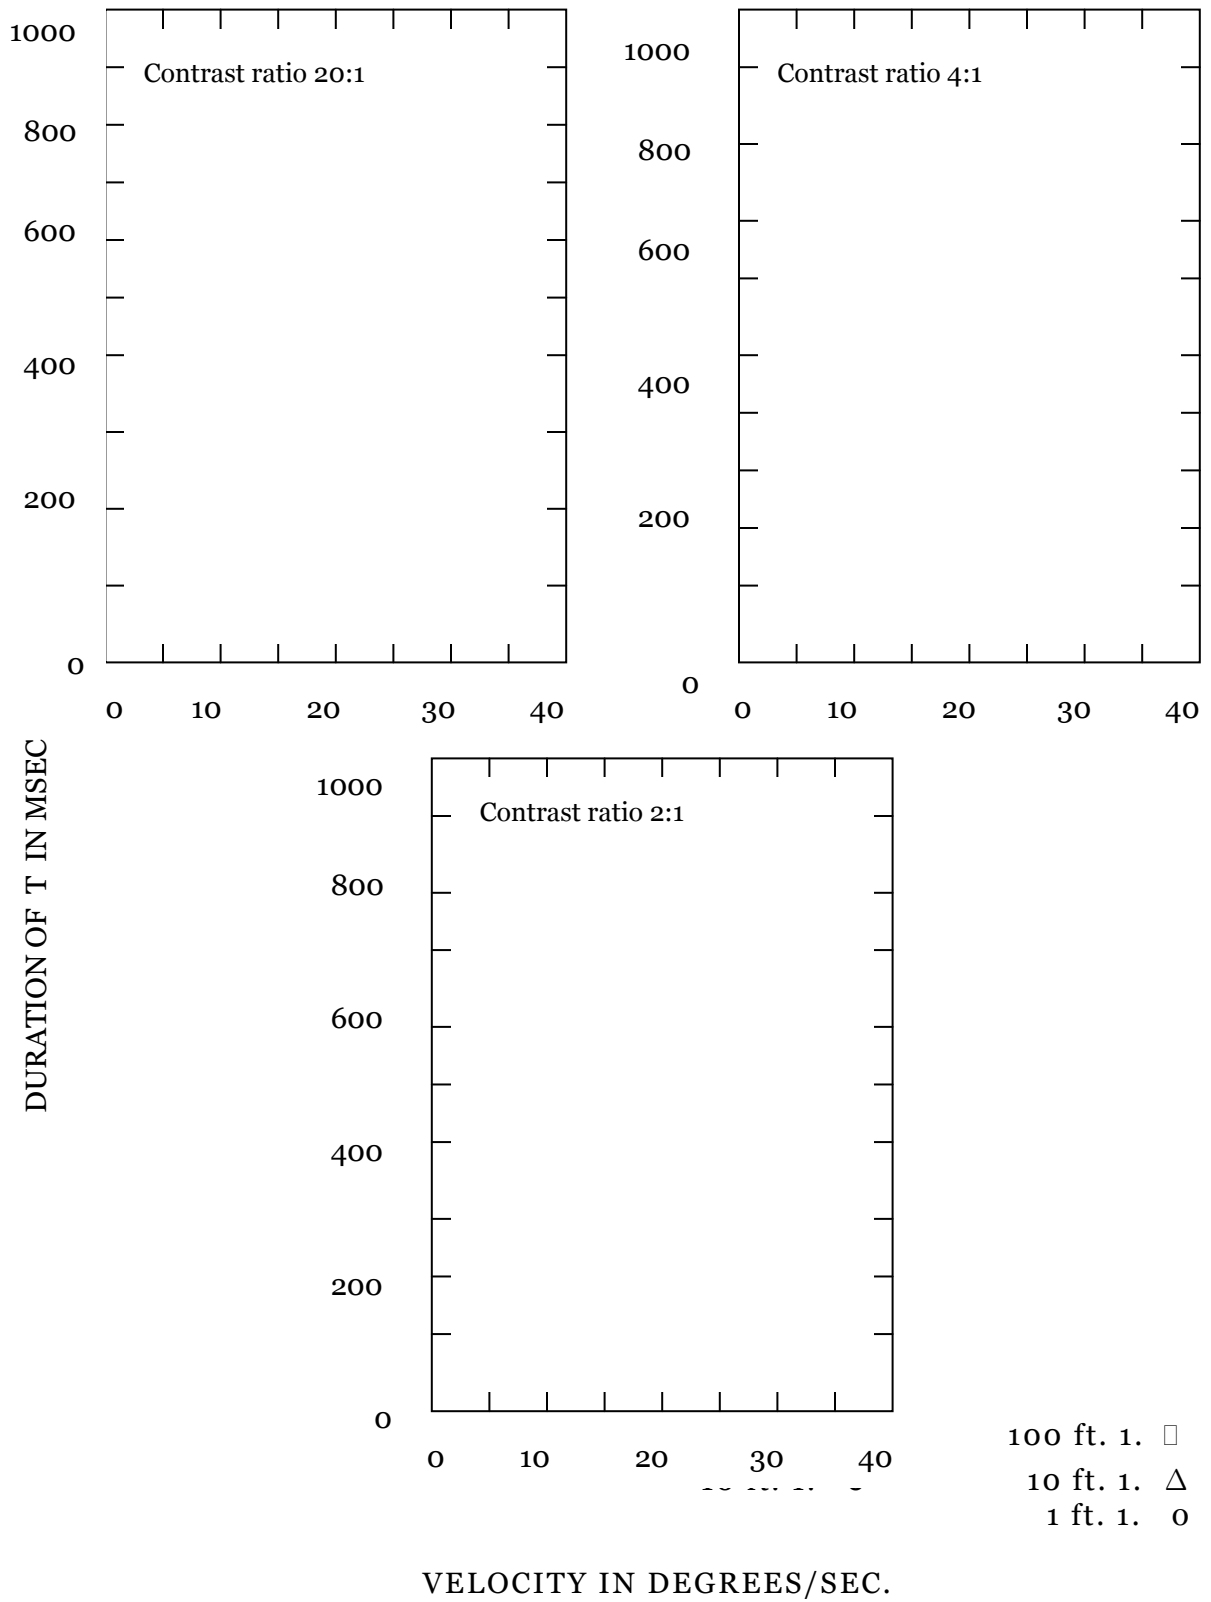 1000
Contrast ratio 20:1
800
600
400
200
0
0 10 20 30 40
1000
Contrast ratio 4:1
800
600
400
200
0
0 10 20 30 40
DURATION OF T IN MSEC
1000
Contrast ratio 2:1
800
600
400
200
0
0 10 20 30 40
100 ft. 1. □
10 ft. 1. Δ
1 ft. 1. o
VELOCITY IN DEGREES/SEC.